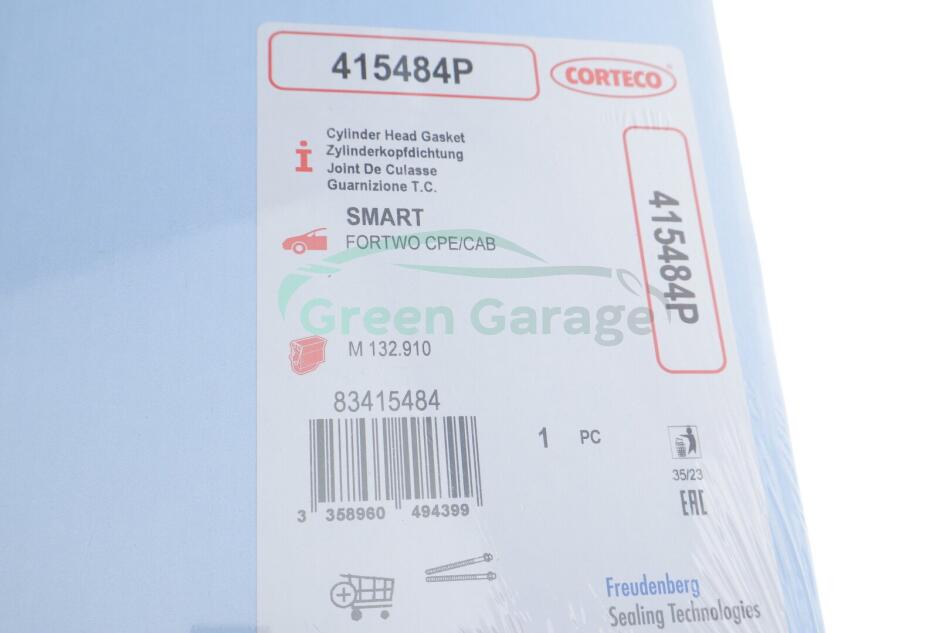 415484P
CORTECO
Cylinder Head Gasket
Zylinderkopfdichtung
Joint De Culasse
Guarnizione T.C.
SMART
FORTWO CPE/CAB
415484P
Green Garage
M 132.910
83415484
1 PC
3 358960 494399
35/23
EAC
Freudenberg
Sealing Technologies